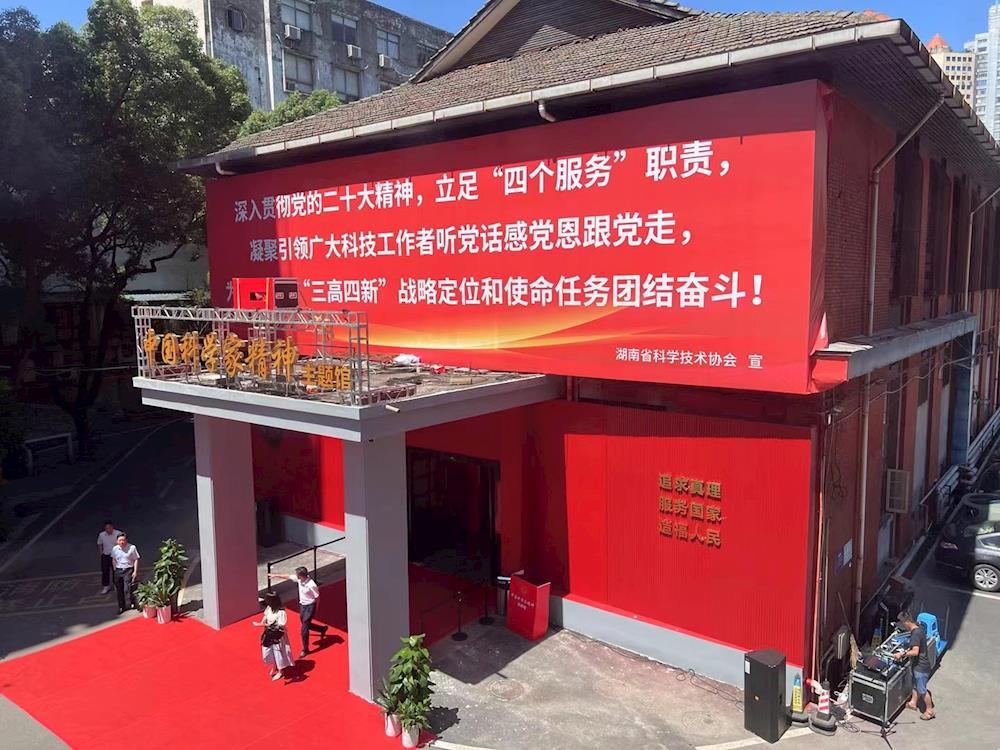 深入贯彻党的二十大精神，立足“四个服务”职责，
凝聚引领广大科技工作者听党话感党恩跟党走，
为 “三高四新”战略定位和使命任务团结奋斗！
湖南省科学技术协会 宣
中国科学家精神 主题馆
追求真理
服务国家
造福人民